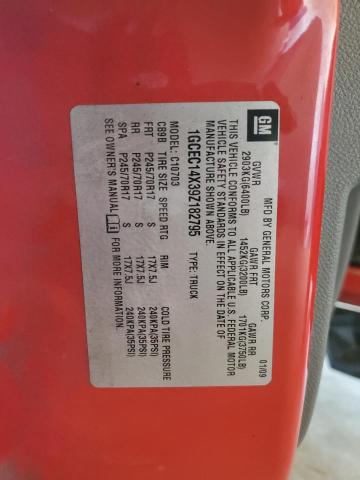 GM
MFD BY GENERAL MOTORS CORP. 01/09
GVWR GAWR FRT GAWR RR
2903KG(6400LB) 1452KG(3200LB) 1701KG(3750LB)
THIS VEHICLE CONFORMS TO ALL APPLICABLE U.S. FEDERAL MOTOR
VEHICLE SAFETY STANDARDS IN EFFECT ON THE DATE OF
MANUFACTURE SHOWN ABOVE.
1GCEC14X39Z182795 TYPE: TRUCK
MODEL: C10703
CB9B TIRE SIZE SPEED RTG RIM COLD TIRE PRESSURE
FRT P245/70R17 S 17X7.5J 240KPA(35PSI)
RR P245/70R17 S 17X7.5J 240KPA(35PSI)
SPA P245/70R17 S 17X7.5J 240KPA(35PSI)
SEE OWNER'S MANUAL FOR MORE INFORMATION.